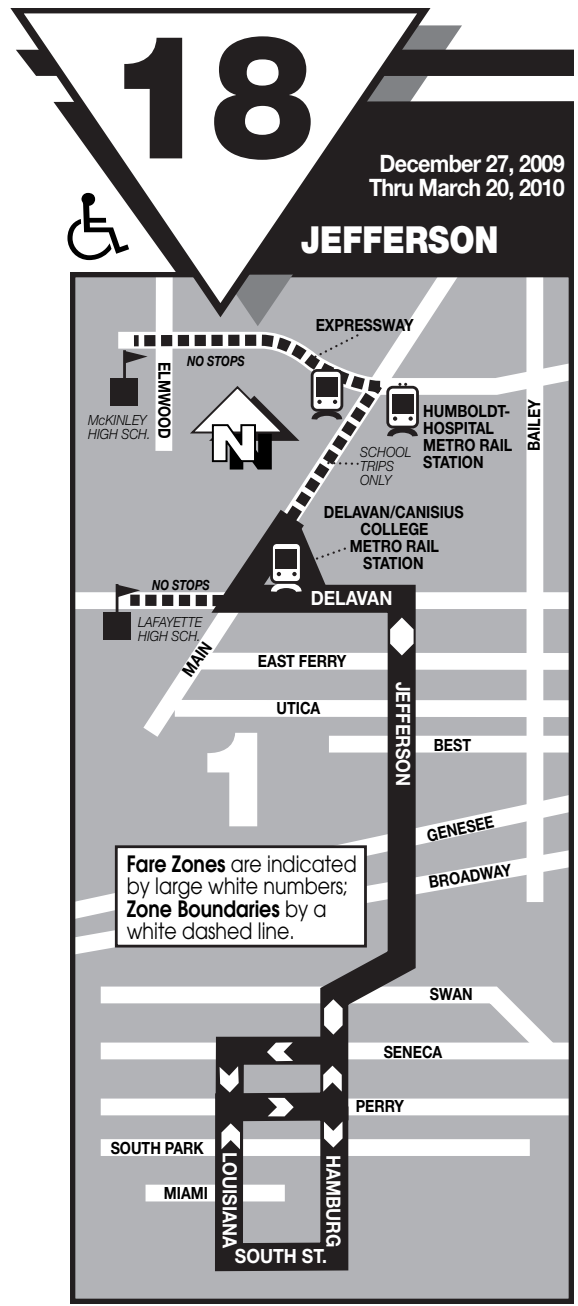 18
December 27, 2009
Thru March 20, 2010
JEFFERSON
EXPRESSWAY
NO STOPS
ELMWOOD
McKINLEY
HIGH SCH.
N
HUMBOLDT-
HOSPITAL
METRO RAIL
STATION
BAILEY
SCHOOL
TRIPS
ONLY
DELAVAN/CANISIUS
COLLEGE
METRO RAIL
STATION
NO STOPS
DELAVAN
LAFAYETTE
HIGH SCH.
MAIN
EAST FERRY
JEFFERSON
UTICA
1
BEST
GENESEE
BROADWAY
Fare Zones are indicated
by large white numbers;
Zone Boundaries by a
white dashed line.
SWAN
SENECA
PERRY
SOUTH PARK
LOUISIANA
HAMBURG
MIAMI
SOUTH ST.